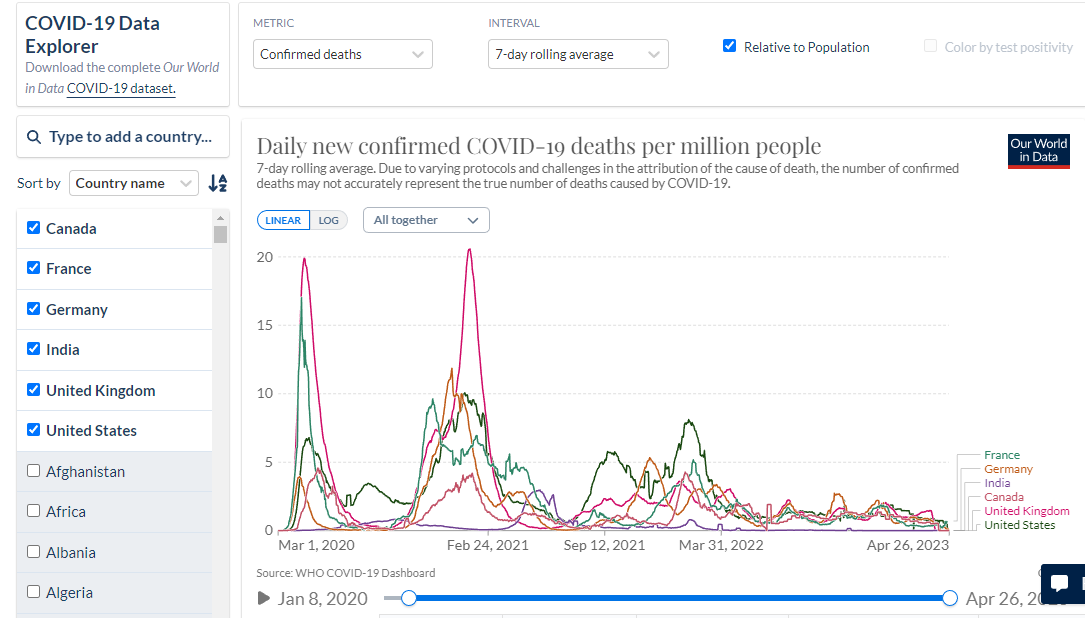 COVID-19 Data
Explorer
Download the complete Our World
in Data COVID-19 dataset.
METRIC
Confirmed deaths
INTERVAL
7-day rolling average
Relative to Population
Color by test positivity
Type to add a country...
Sort by
Country name
Canada
France
Germany
India
United Kingdom
United States
Afghanistan
Africa
Albania
Algeria
Daily new confirmed COVID-19 deaths per million people
7-day rolling average. Due to varying protocols and challenges in the attribution of the cause of death, the number of confirmed
deaths may not accurately represent the true number of deaths caused by COVID-19.
Our World
in Data
LINEAR
LOG
All together
20
15
10
5
0
Mar 1, 2020
Feb 24, 2021
Sep 12, 2021
Mar 31, 2022
Apr 26, 2023
France
Germany
India
Canada
United Kingdom
United States
Source: WHO COVID-19 Dashboard
Jan 8, 2020
Apr 26,